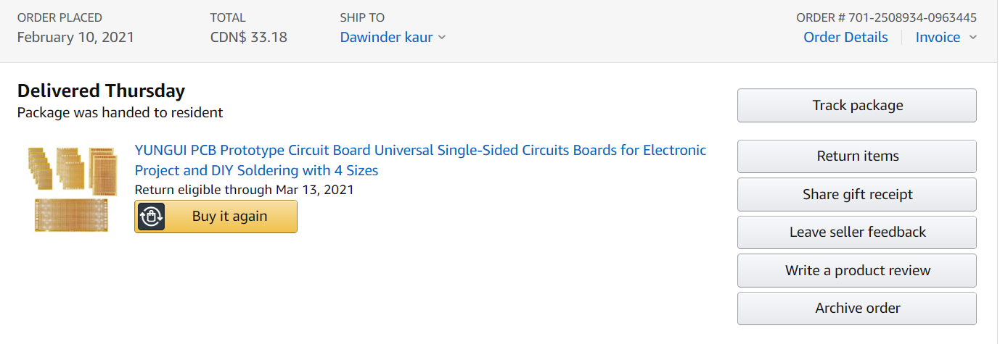 ORDER PLACED
February 10, 2021
TOTAL
CDN$ 33.18
SHIP TO
Dawinder kaur
ORDER # 701-2508934-0963445
Order Details
Invoice
Delivered Thursday
Package was handed to resident
YUNGUI PCB Prototype Circuit Board Universal Single-Sided Circuits Boards for Electronic
Project and DIY Soldering with 4 Sizes
Return eligible through Mar 13, 2021
Buy it again
Track package
Return items
Share gift receipt
Leave seller feedback
Write a product review
Archive order